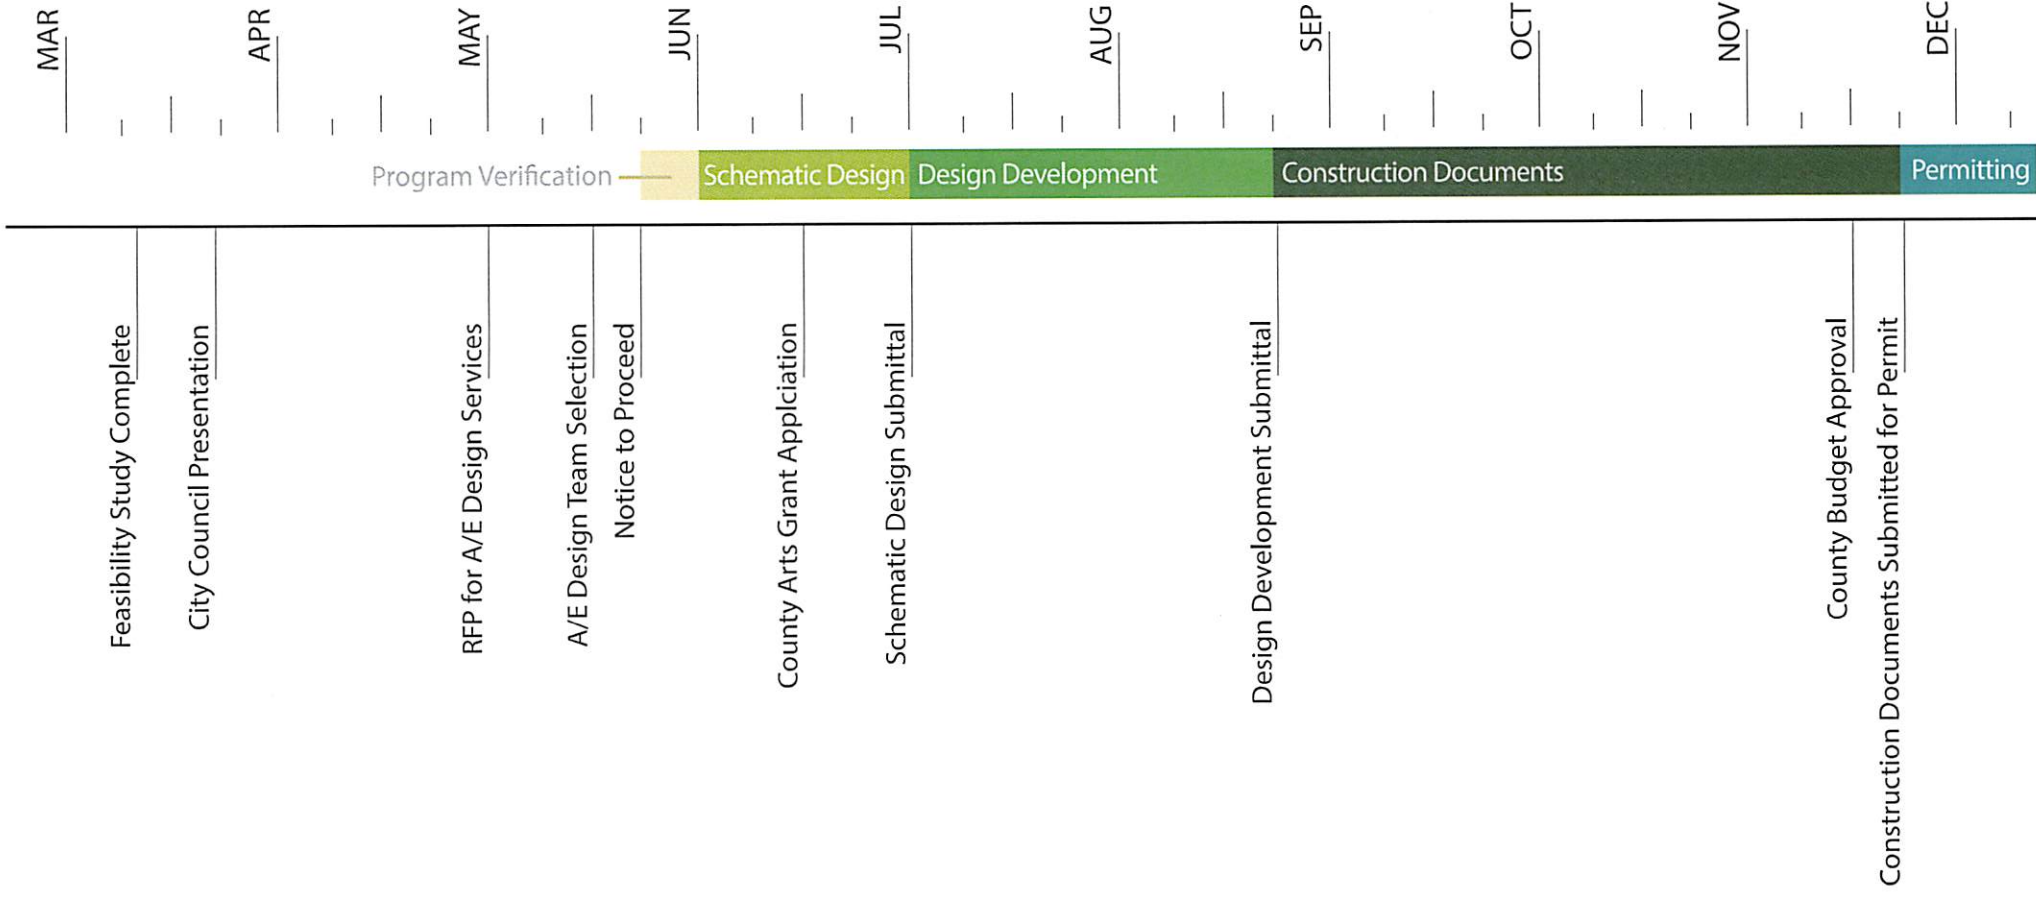 MAR
APR
MAY
JUN
JUL
AUG
SEP
OCT
NOV
DEC
Program Verification
Schematic Design
Design Development
Construction Documents
Permitting
Feasibility Study Complete
City Council Presentation
RFP for A/E Design Services
A/E Design Team Selection
Notice to Proceed
County Arts Grant Applciation
Schematic Design Submittal
Design Development Submittal
County Budget Approval
Construction Documents Submitted for Permit